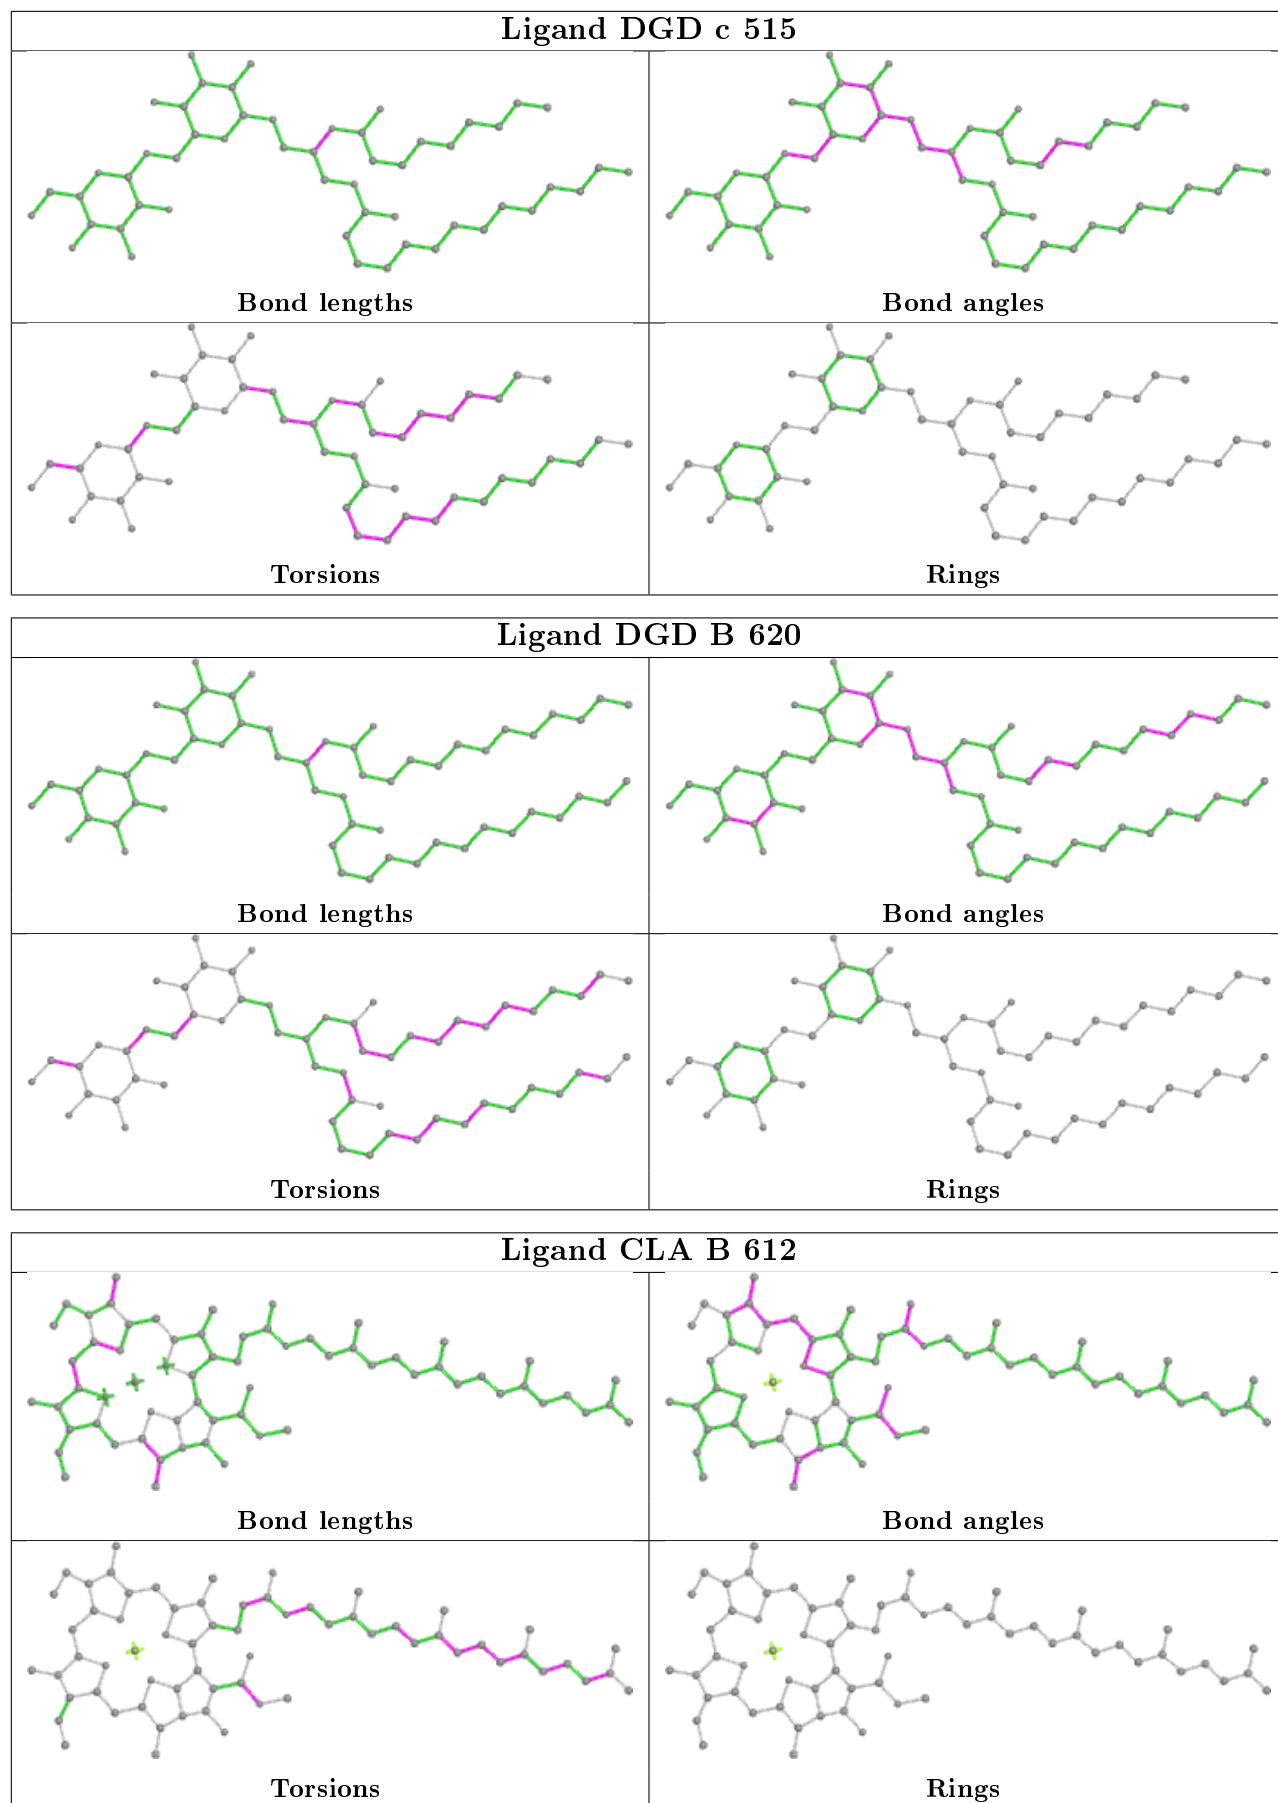 Ligand DGD c 515
Bond lengths
Bond angles
Torsions
Rings
Ligand DGD B 620
Bond lengths
Bond angles
Torsions
Rings
Ligand CLA B 612
Bond lengths
Bond angles
Torsions
Rings